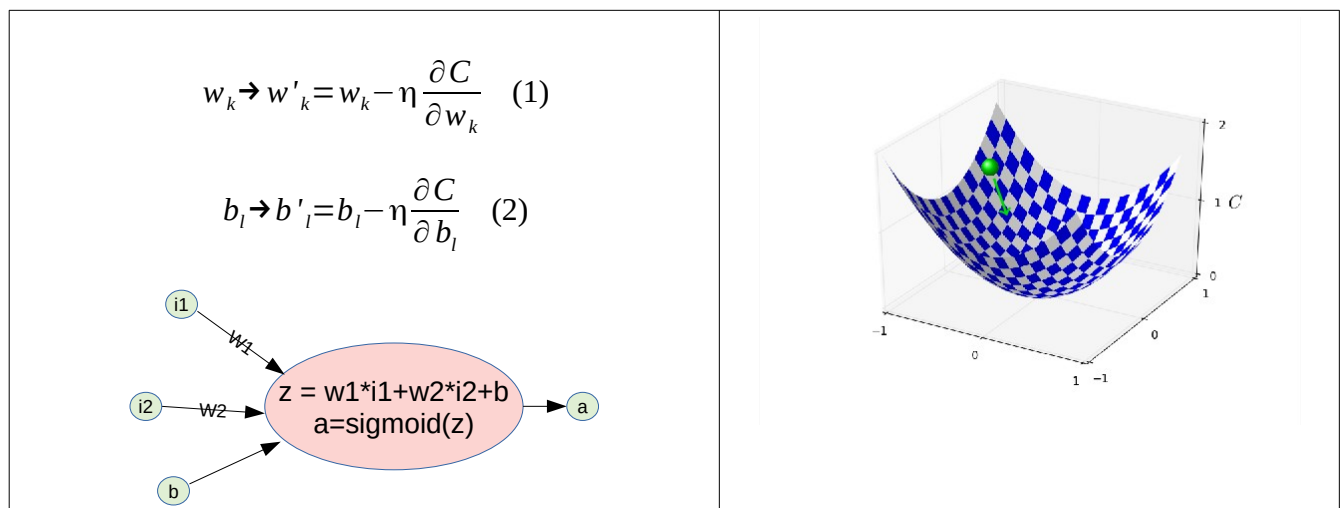 w_k → w'_k = w_k − η ∂C/∂w_k (1)
b_l → b'_l = b_l − η ∂C/∂b_l (2)
i1
W1
i2
W2
b
z = w1*i1+w2*i2+b
a=sigmoid(z)
a
2
1 C
0
1
0
−1
−1
0
1